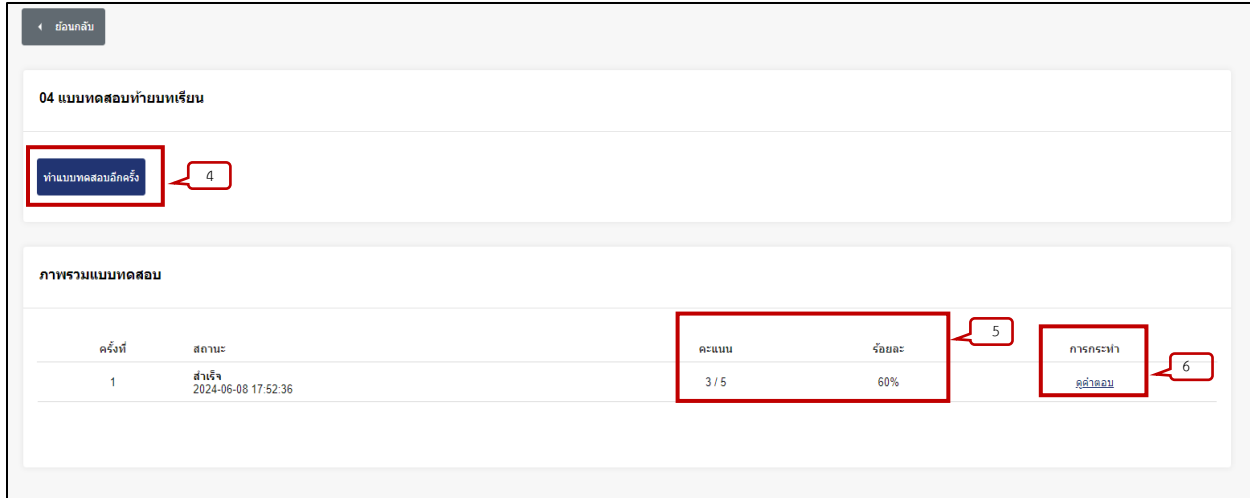 ย้อนกลับ
04 แบบทดสอบท้ายบทเรียน
ทำแบบทดสอบอีกครั้ง
4
ภาพรวมแบบทดสอบ
5
ครั้งที่ สถานะ คะแนน ร้อยละ การกระทำ
6
1 สำเร็จ 3 / 5 60% ดูคำตอบ
2024-06-08 17:52:36